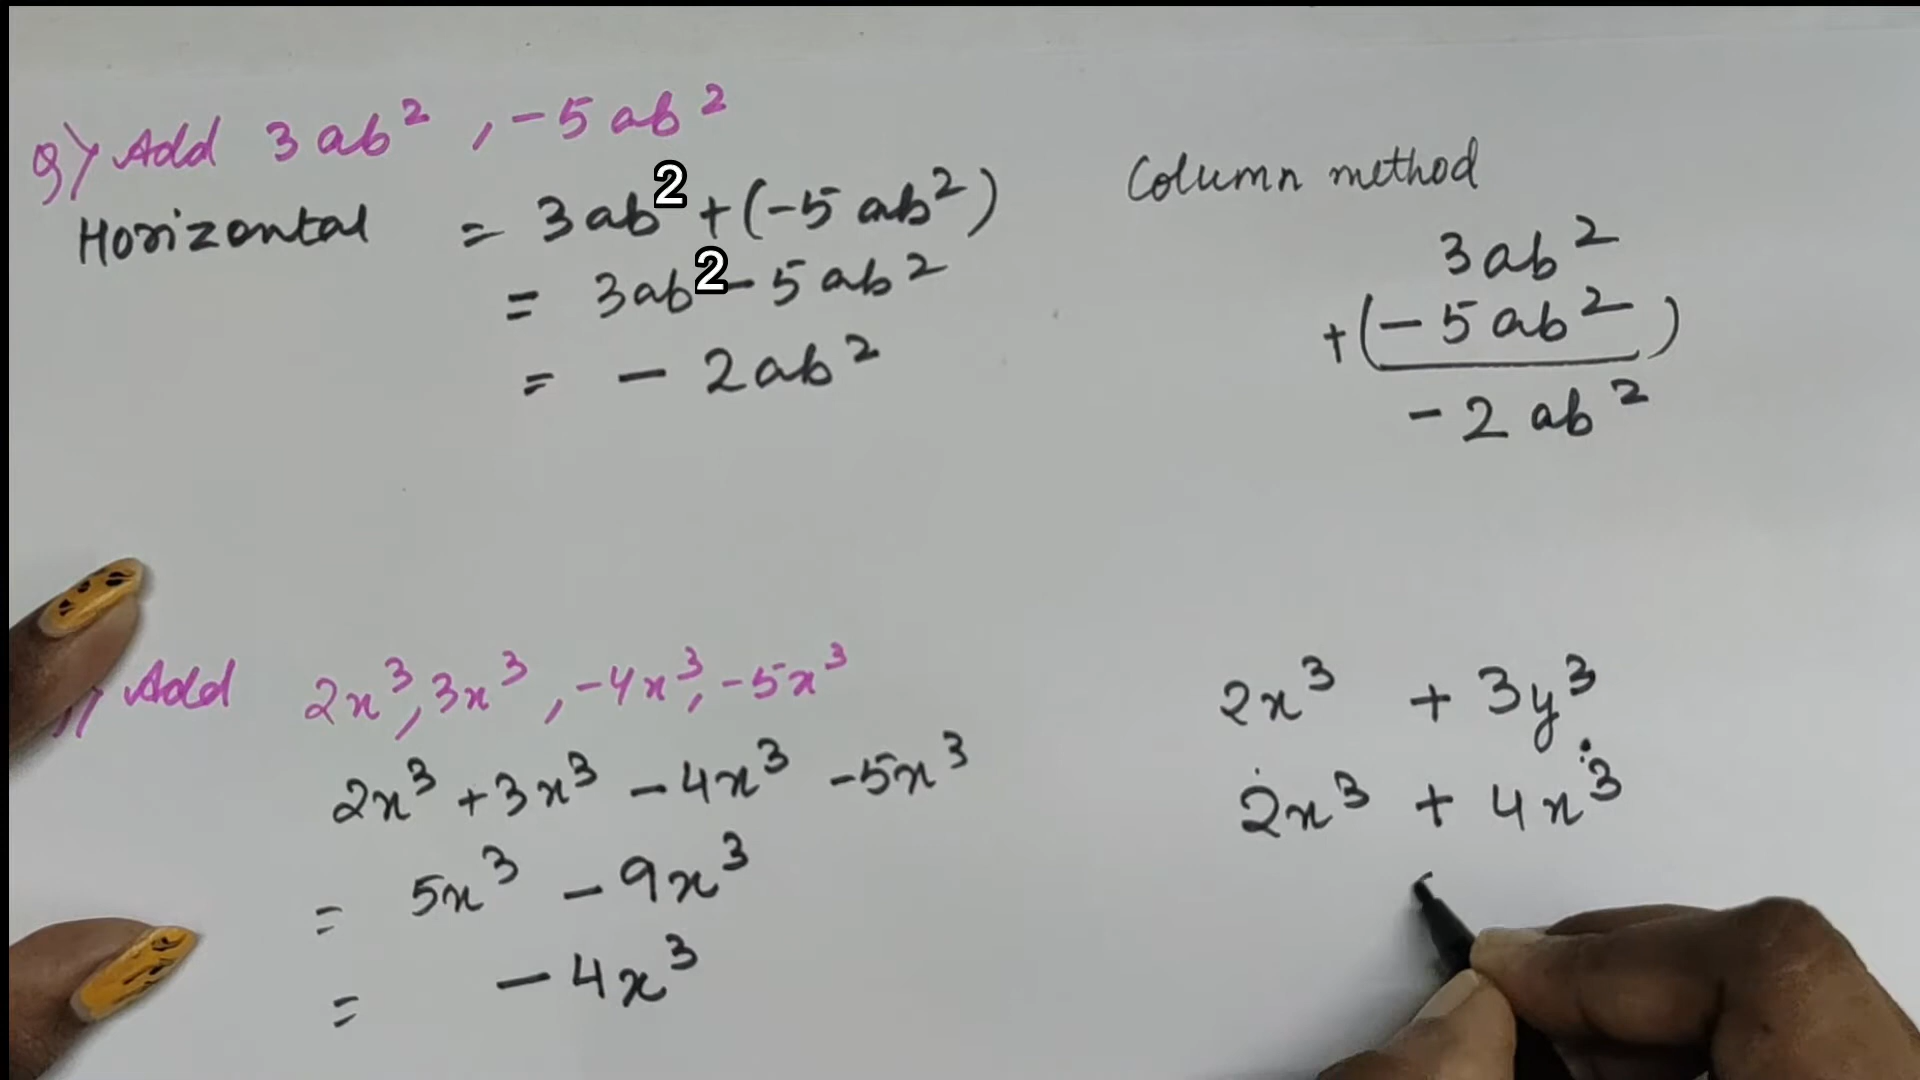 g) Add 3ab², -5ab²
Horizontal = 3ab² + (-5ab²)
= 3ab² - 5ab²
= - 2ab²
Column method
3ab²
+(-5ab²)
-2ab²
Add 2x³, 3x³, -4x³, -5x³
2x³ + 3x³ - 4x³ - 5x³
= 5x³ - 9x³
= - 4x³
2x³ + 3y³
2x³ + 4x³